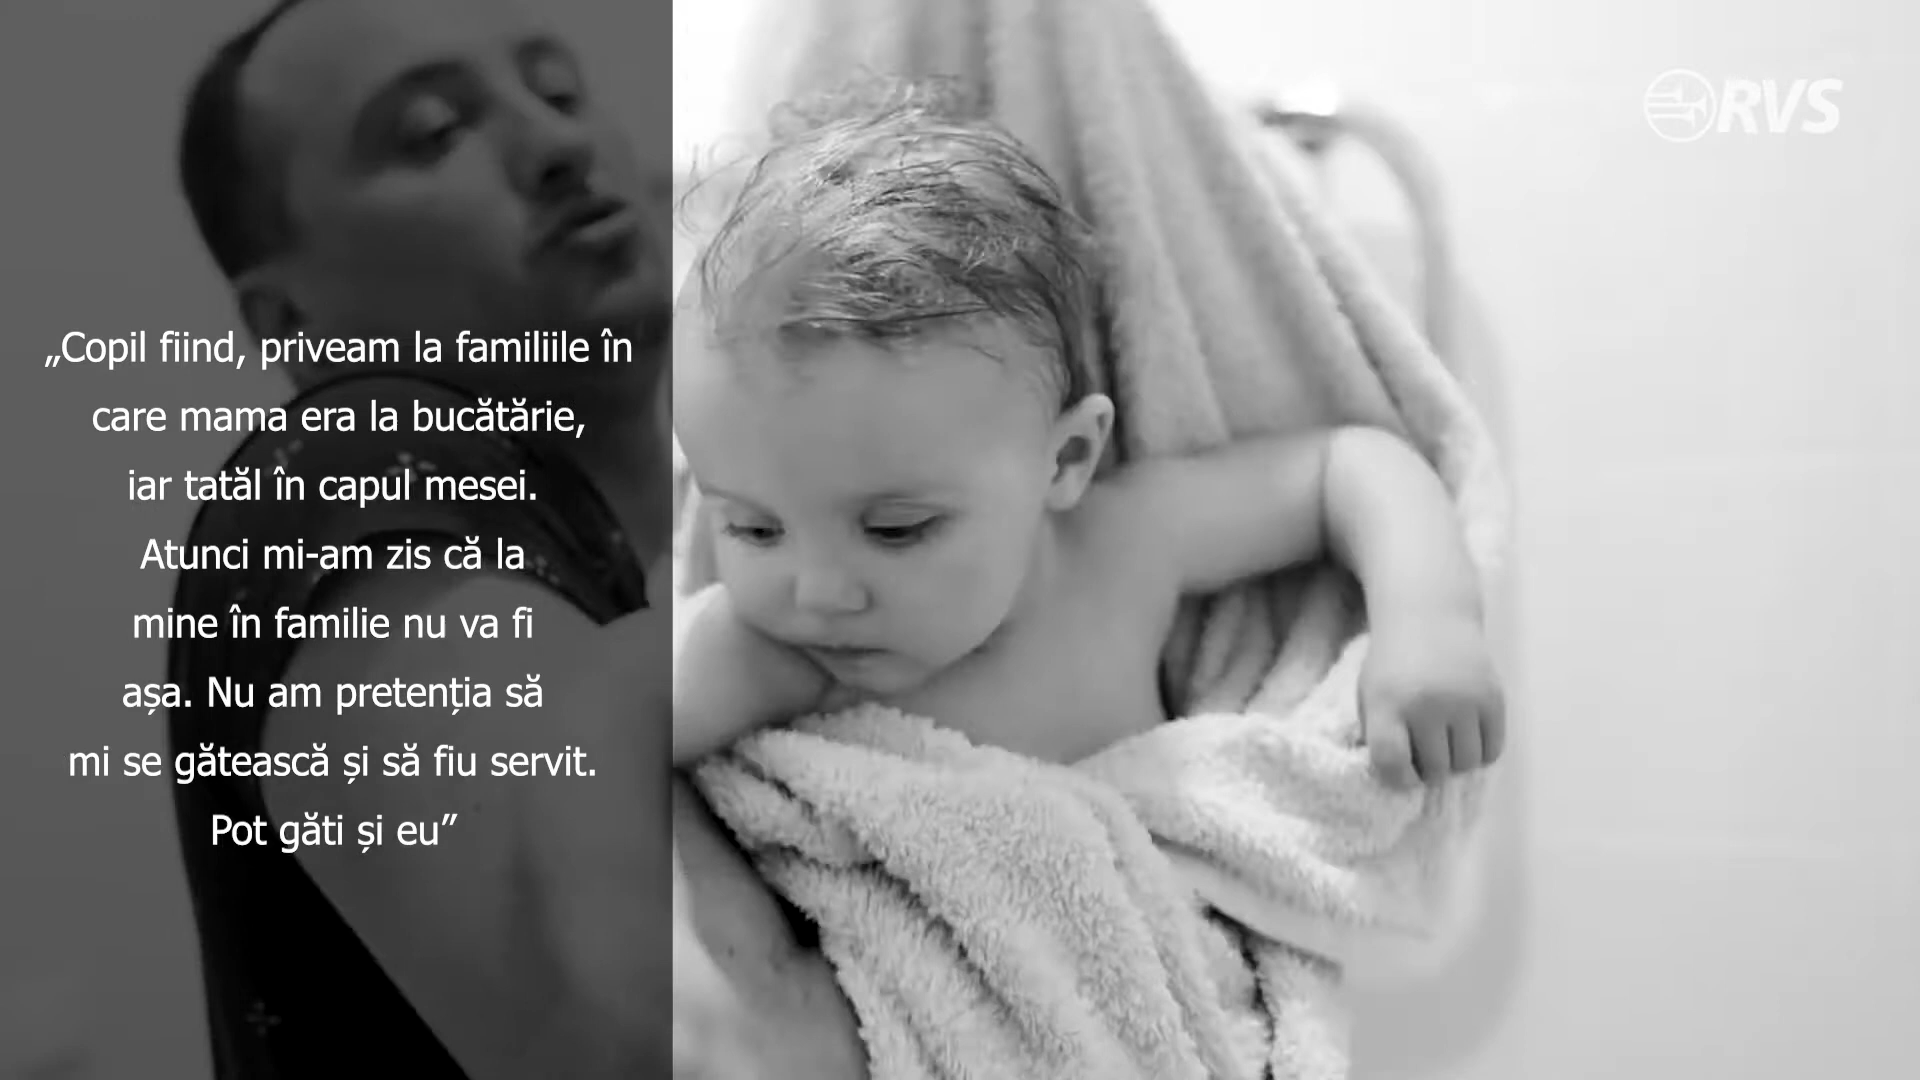 RVS
„Copil fiind, priveam la familiile în
care mama era la bucătărie,
iar tatăl în capul mesei.
Atunci mi-am zis că la
mine în familie nu va fi
așa. Nu am pretenția să
mi se gătească și să fiu servit.
Pot găti și eu”